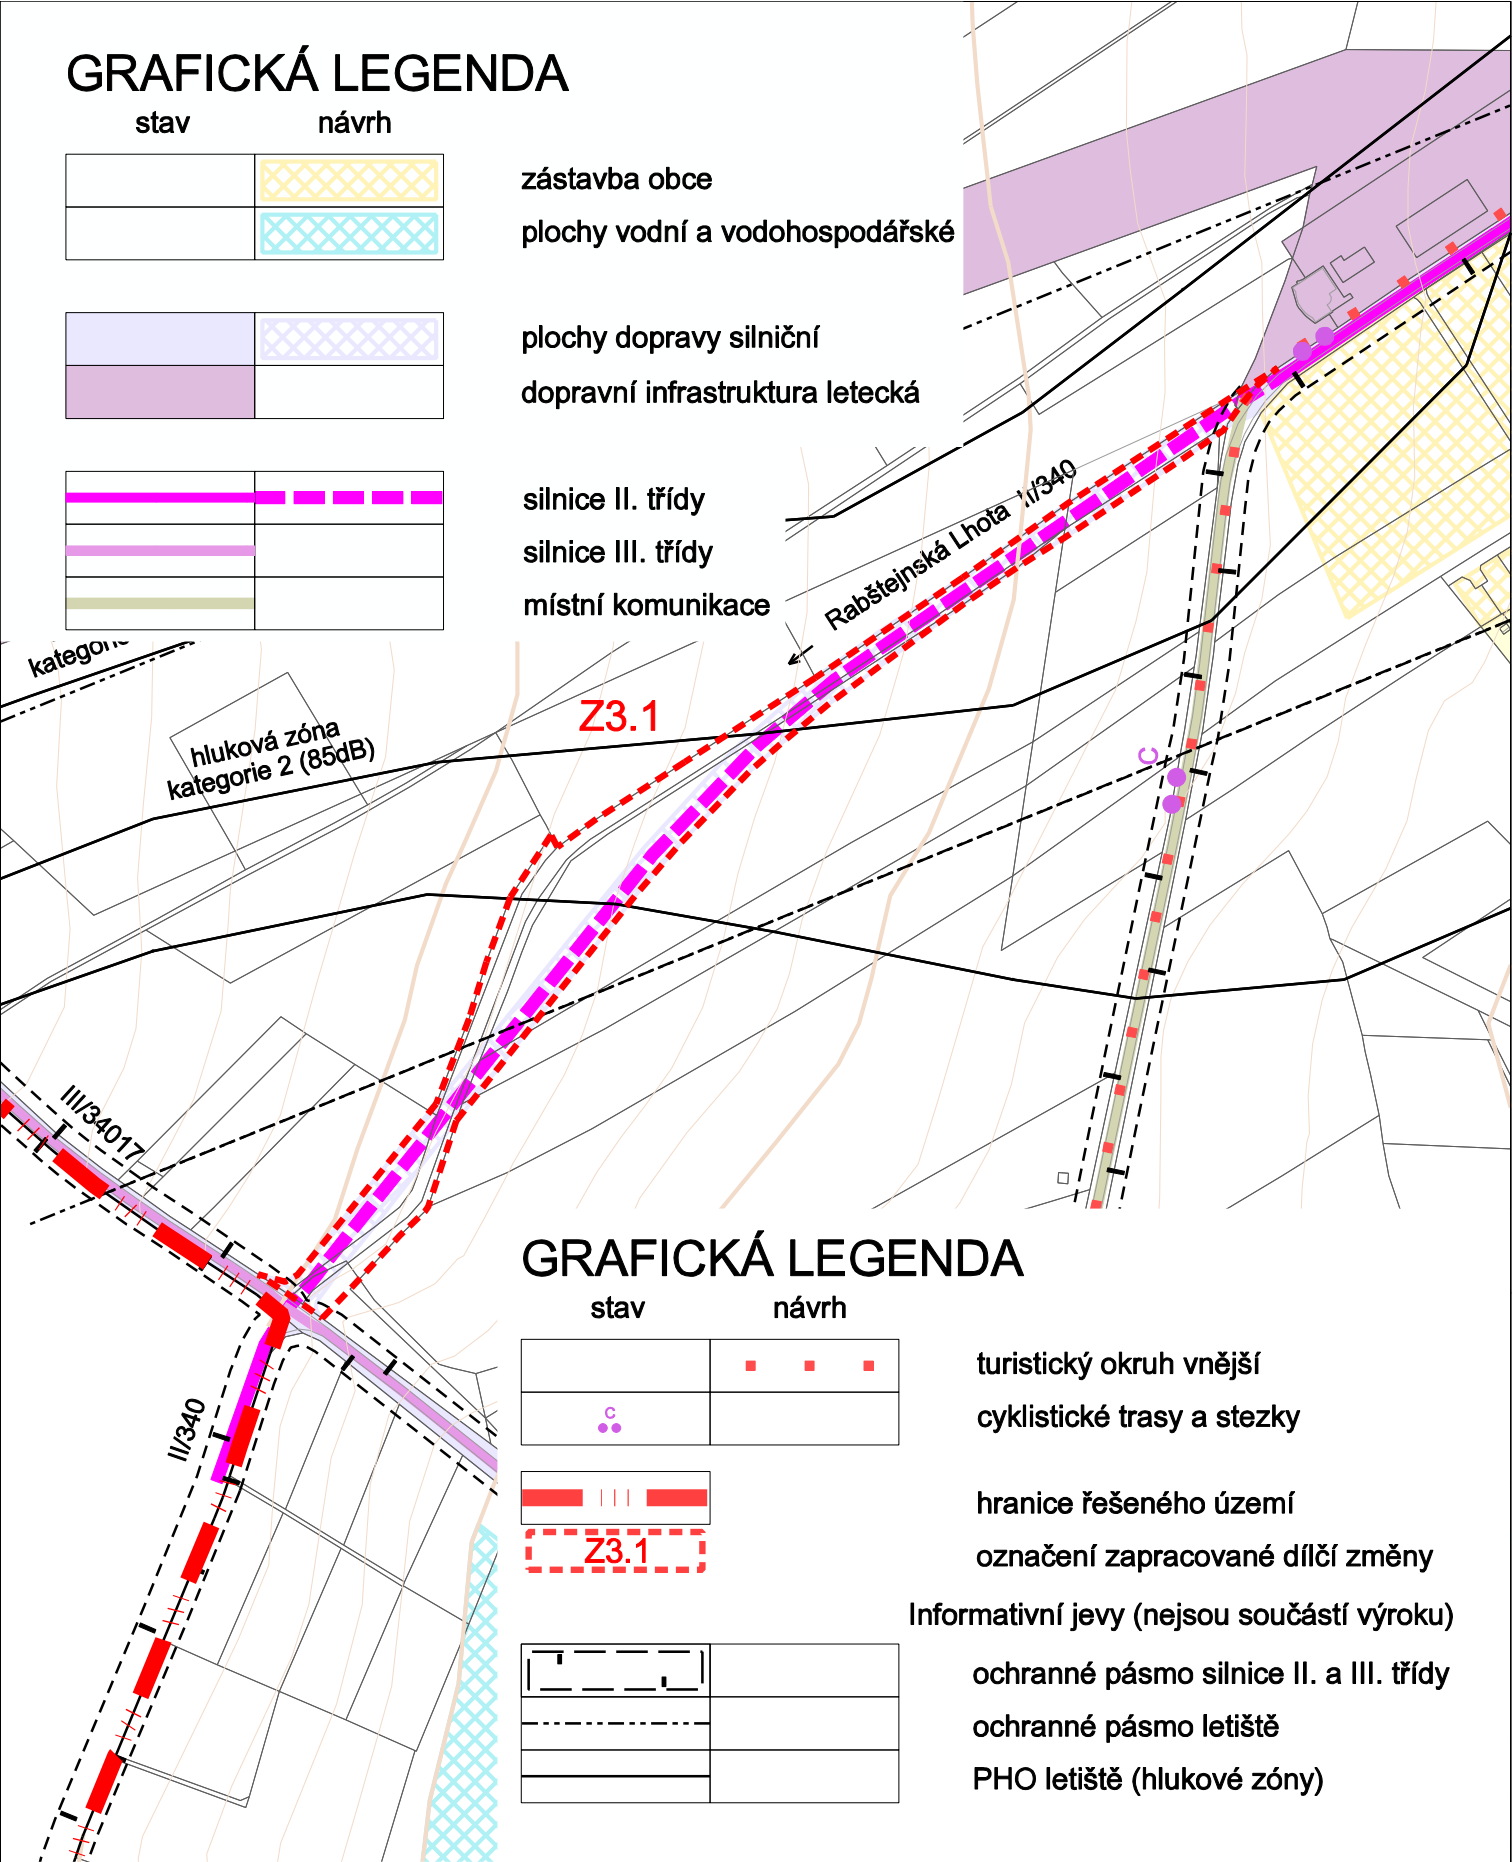 GRAFICKÁ LEGENDA
stav návrh
zástavba obce
plochy vodní a vodohospodářské
plochy dopravy silniční
dopravní infrastruktura letecká
silnice II. třídy
silnice III. třídy
místní komunikace
Rabštejnská Lhota II/340
Z3.1
hluková zóna
kategorie 2 (85dB)
C
III/34017
II/340
GRAFICKÁ LEGENDA
stav návrh
turistický okruh vnější
C
cyklistické trasy a stezky
hranice řešeného území
Z3.1
označení zapracované dílčí změny
Informativní jevy (nejsou součástí výroku)
ochranné pásmo silnice II. a III. třídy
ochranné pásmo letiště
PHO letiště (hlukové zóny)